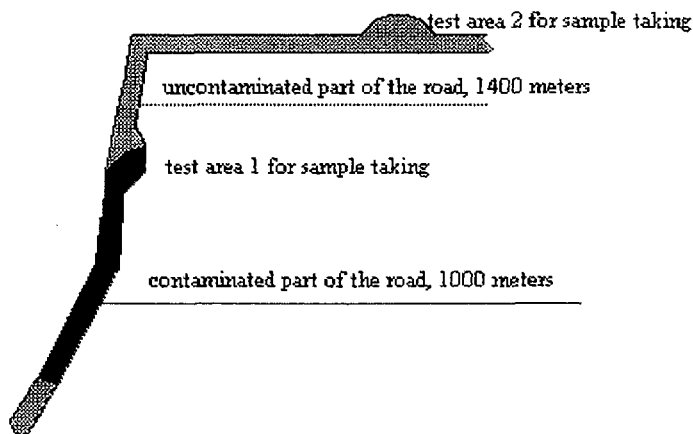 test area 2 for sample taking
uncontaminated part of the road, 1400 meters
test area 1 for sample taking
contaminated part of the road, 1000 meters